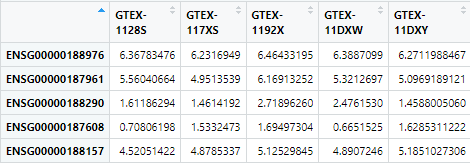 GTEX-1128S GTEX-117XS GTEX-1192X GTEX-11DXW GTEX-11DXY
ENSG00000188976 6.36783476 6.2316949 6.46433195 6.3887099 6.2711988467
ENSG00000187961 5.56040664 4.9513539 6.16913252 5.3212697 5.0969189121
ENSG00000188290 1.61186294 1.4614192 2.71896260 2.4761530 1.4588005060
ENSG00000187608 0.70806198 1.5332473 1.69497304 0.6651525 1.6285311222
ENSG00000188157 4.52051422 4.8785337 5.12529845 4.8907246 5.1851027306